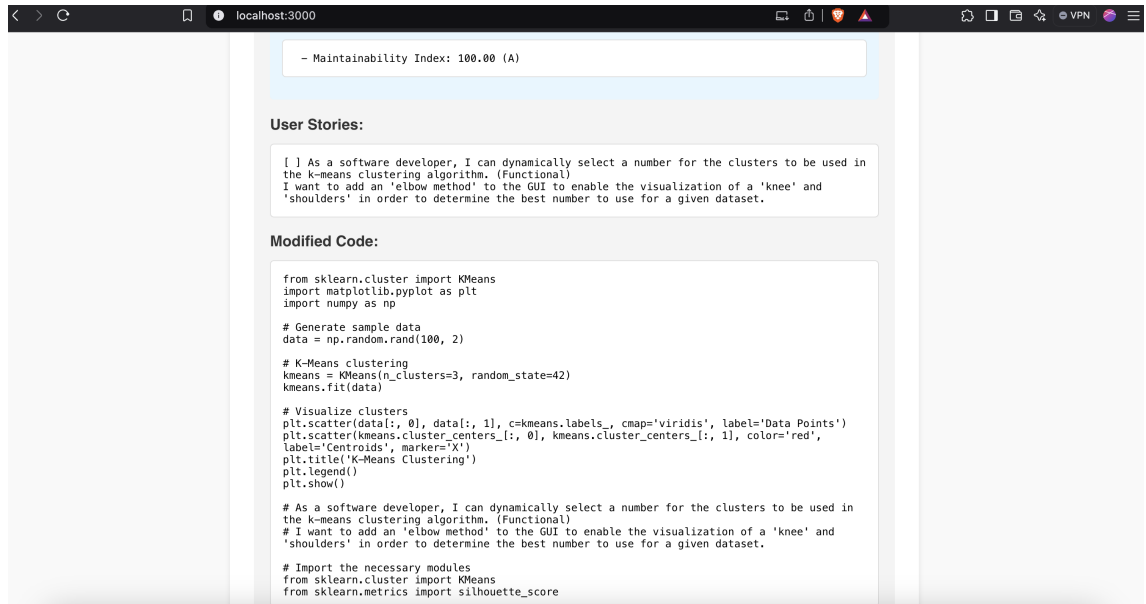 localhost:3000
VPN
– Maintainability Index: 100.00 (A)
User Stories:
[ ] As a software developer, I can dynamically select a number for the clusters to be used in
the k-means clustering algorithm. (Functional)
I want to add an 'elbow method' to the GUI to enable the visualization of a 'knee' and
'shoulders' in order to determine the best number to use for a given dataset.
Modified Code:
from sklearn.cluster import KMeans
import matplotlib.pyplot as plt
import numpy as np
# Generate sample data
data = np.random.rand(100, 2)
# K-Means clustering
kmeans = KMeans(n_clusters=3, random_state=42)
kmeans.fit(data)
# Visualize clusters
plt.scatter(data[:, 0], data[:, 1], c=kmeans.labels_, cmap='viridis', label='Data Points')
plt.scatter(kmeans.cluster_centers_[:, 0], kmeans.cluster_centers_[:, 1], color='red',
label='Centroids', marker='X')
plt.title('K-Means Clustering')
plt.legend()
plt.show()
# As a software developer, I can dynamically select a number for the clusters to be used in
the k-means clustering algorithm. (Functional)
# I want to add an 'elbow method' to the GUI to enable the visualization of a 'knee' and
'shoulders' in order to determine the best number to use for a given dataset.
# Import the necessary modules
from sklearn.cluster import KMeans
from sklearn.metrics import silhouette_score